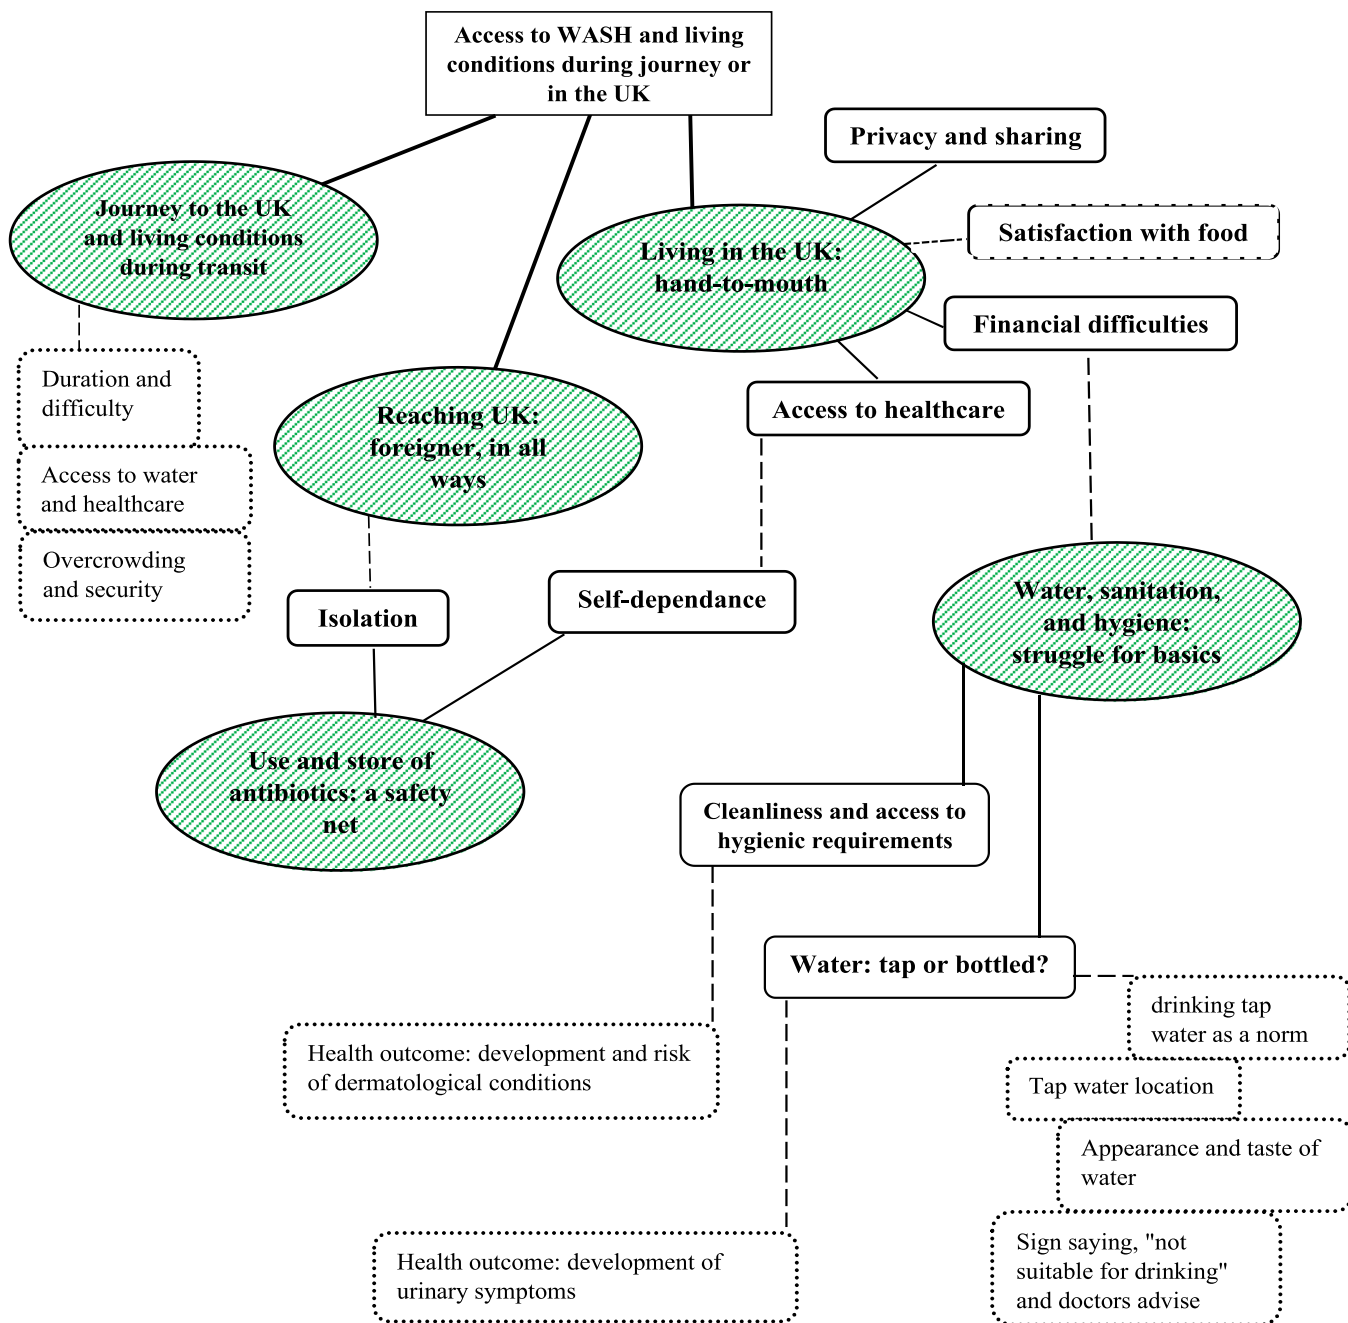 Access to WASH and living
conditions during journey or
in the UK
Privacy and sharing
Journey to the UK
and living conditions
during transit
Satisfaction with food
Living in the UK:
hand-to-mouth
Financial difficulties
Duration and
difficulty
Access to healthcare
Reaching UK:
foreigner, in all
ways
Access to water
and healthcare
Overcrowding
and security
Self-dependance
Isolation
Water, sanitation,
and hygiene:
struggle for basics
Use and store of
antibiotics: a safety
net
Cleanliness and access to
hygienic requirements
Water: tap or bottled?
drinking tap
water as a norm
Health outcome: development and risk
of dermatological conditions
Tap water location
Appearance and taste of
water
Health outcome: development of
urinary symptoms
Sign saying, "not
suitable for drinking"
and doctors advise